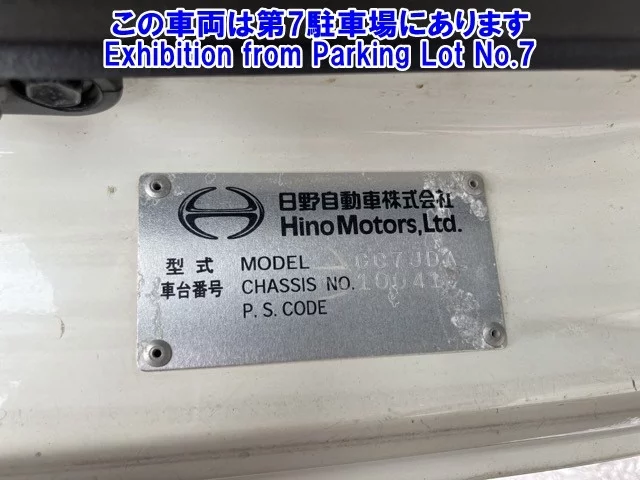 この車両は第7駐車場にあります
Exhibition from Parking Lot No.7
日野自動車株式会社
Hino Motors, Ltd.
型式 MODEL
車台番号 CHASSIS NO.
P.S. CODE